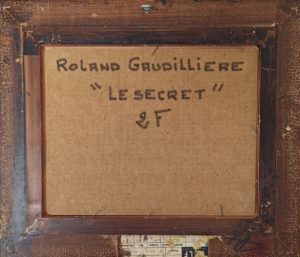 ROLAND GAUDILLIERE
"LE SECRET"
2F